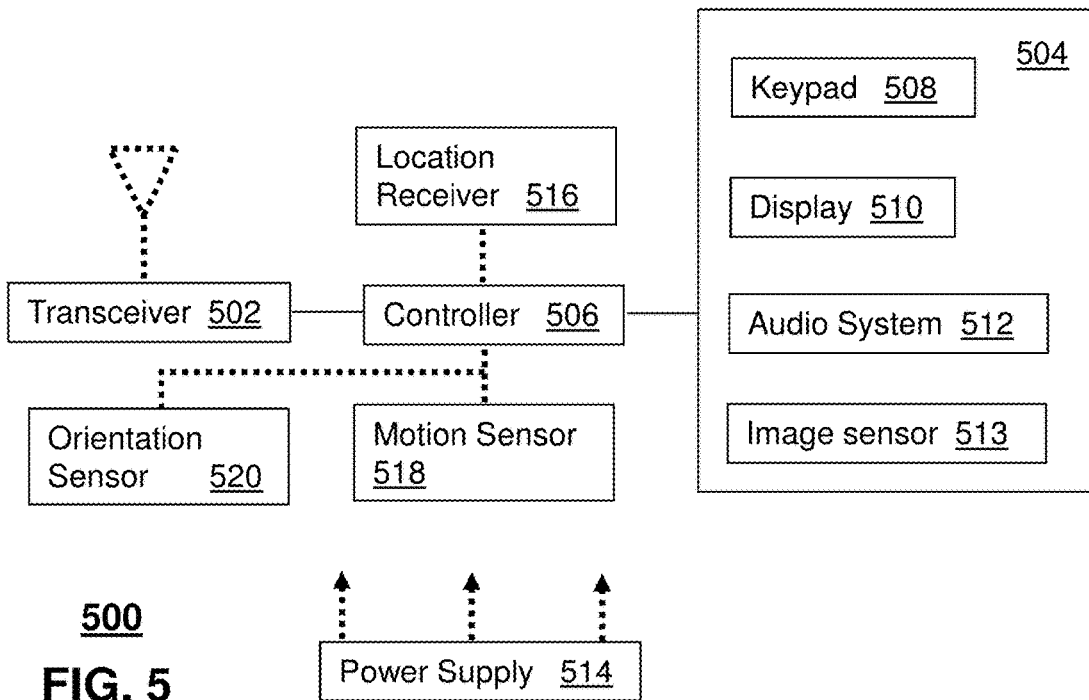 504
Keypad 508
Location
Receiver 516
Display 510
Transceiver 502
Controller 506
Audio System 512
Orientation
Sensor 520
Motion Sensor
518
Image sensor 513
500
FIG. 5
Power Supply 514